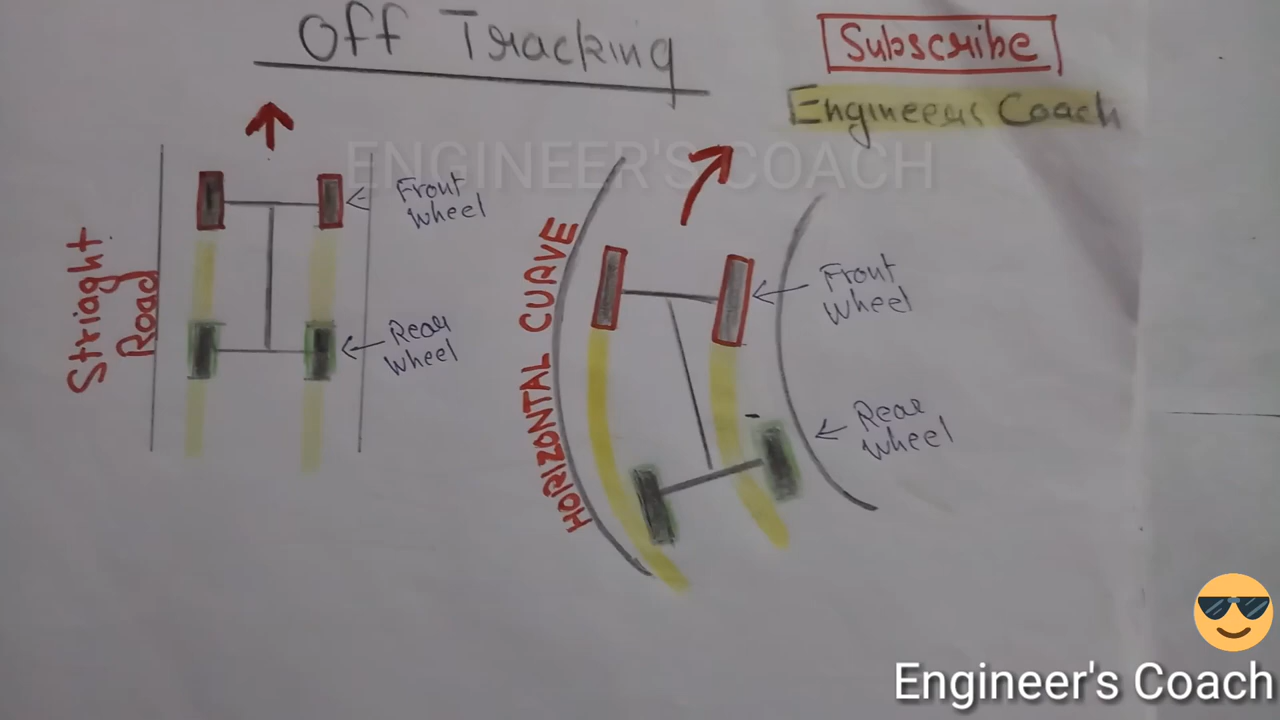 Off Tracking
Subscribe
Engineers Coach
ENGINEER'S COACH
Front
wheel
Striaght
Road
Rear
wheel
HORIZONTAL CURVE
Front
wheel
Rear
wheel
Engineer's Coach